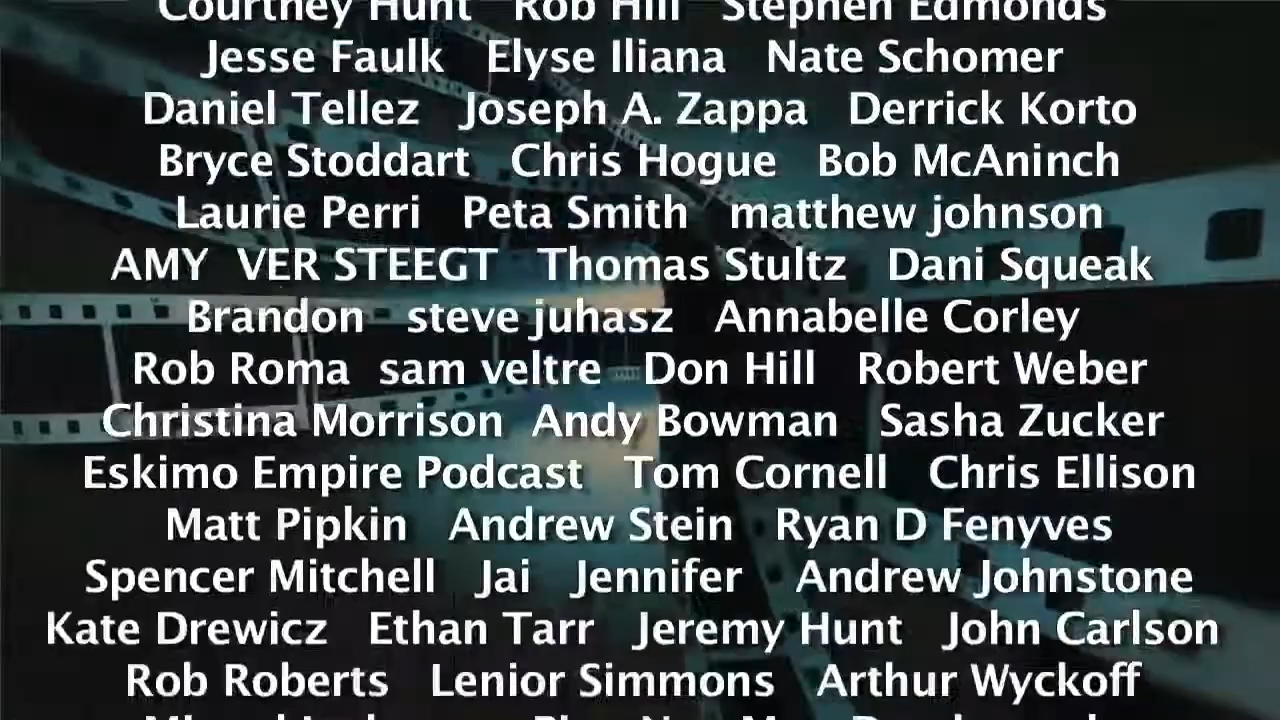 Courtney Hunt Rob Hill Stephen Edmonds
Jesse Faulk Elyse Iliana Nate Schomer
Daniel Tellez Joseph A. Zappa Derrick Korto
Bryce Stoddart Chris Hogue Bob McAninch
Laurie Perri Peta Smith matthew johnson
AMY VER STEEGT Thomas Stultz Dani Squeak
Brandon steve juhasz Annabelle Corley
Rob Roma sam veltre Don Hill Robert Weber
Christina Morrison Andy Bowman Sasha Zucker
Eskimo Empire Podcast Tom Cornell Chris Ellison
Matt Pipkin Andrew Stein Ryan D Fenyves
Spencer Mitchell Jai Jennifer Andrew Johnstone
Kate Drewicz Ethan Tarr Jeremy Hunt John Carlson
Rob Roberts Lenior Simmons Arthur Wyckoff